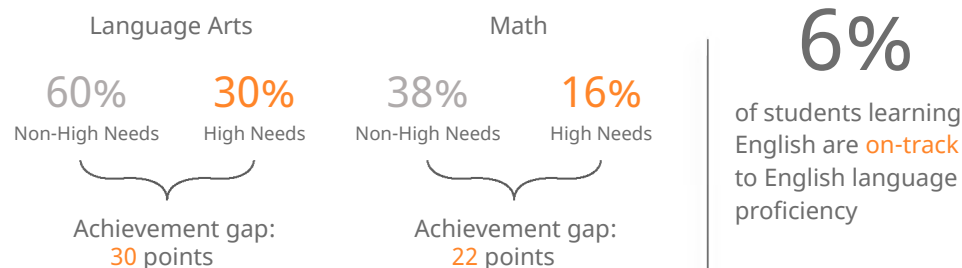 Language Arts
60%
30%
Non-High Needs
High Needs
Achievement gap:
30 points
Math
38%
16%
Non-High Needs
High Needs
Achievement gap:
22 points
6%
of students learning
English are on-track
to English language
proficiency